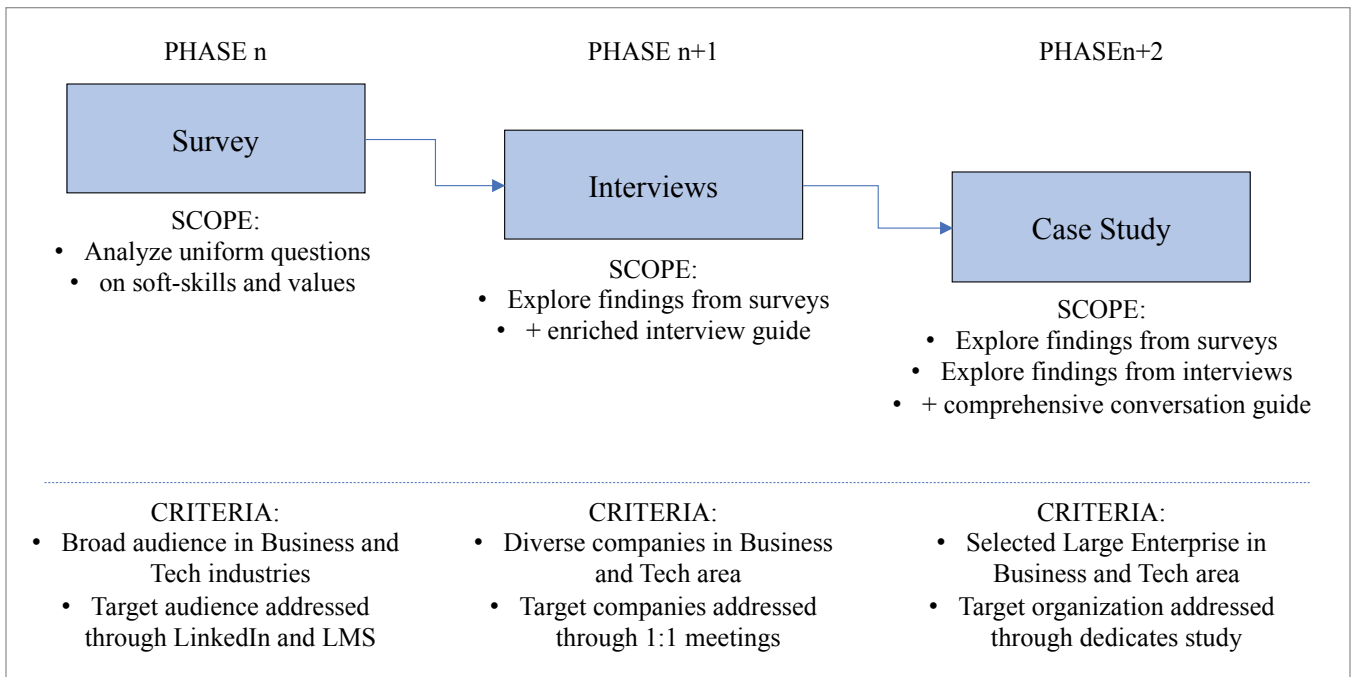 PHASE n
PHASE n+1
PHASEn+2
Survey
Interviews
Case Study
SCOPE:
• Analyze uniform questions
• on soft-skills and values
SCOPE:
• Explore findings from surveys
• + enriched interview guide
SCOPE:
• Explore findings from surveys
• Explore findings from interviews
• + comprehensive conversation guide
CRITERIA:
• Broad audience in Business and
Tech industries
• Target audience addressed
through LinkedIn and LMS
CRITERIA:
• Diverse companies in Business
and Tech area
• Target companies addressed
through 1:1 meetings
CRITERIA:
• Selected Large Enterprise in
Business and Tech area
• Target organization addressed
through dedicates study